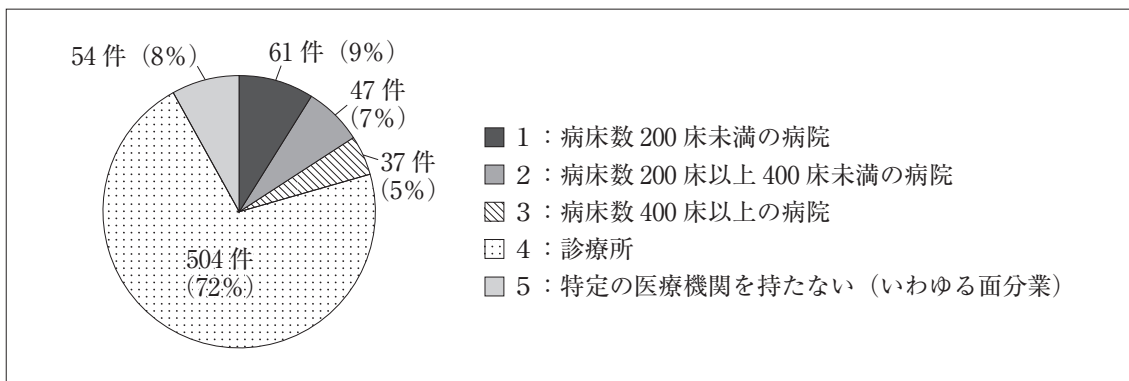 54 件（8%）
61 件（9%）
47 件
（7%）
37 件
（5%）
504 件
（72%）
1：病床数 200 床未満の病院
2：病床数 200 床以上 400 床未満の病院
3：病床数 400 床以上の病院
4：診療所
5：特定の医療機関を持たない（いわゆる面分業）